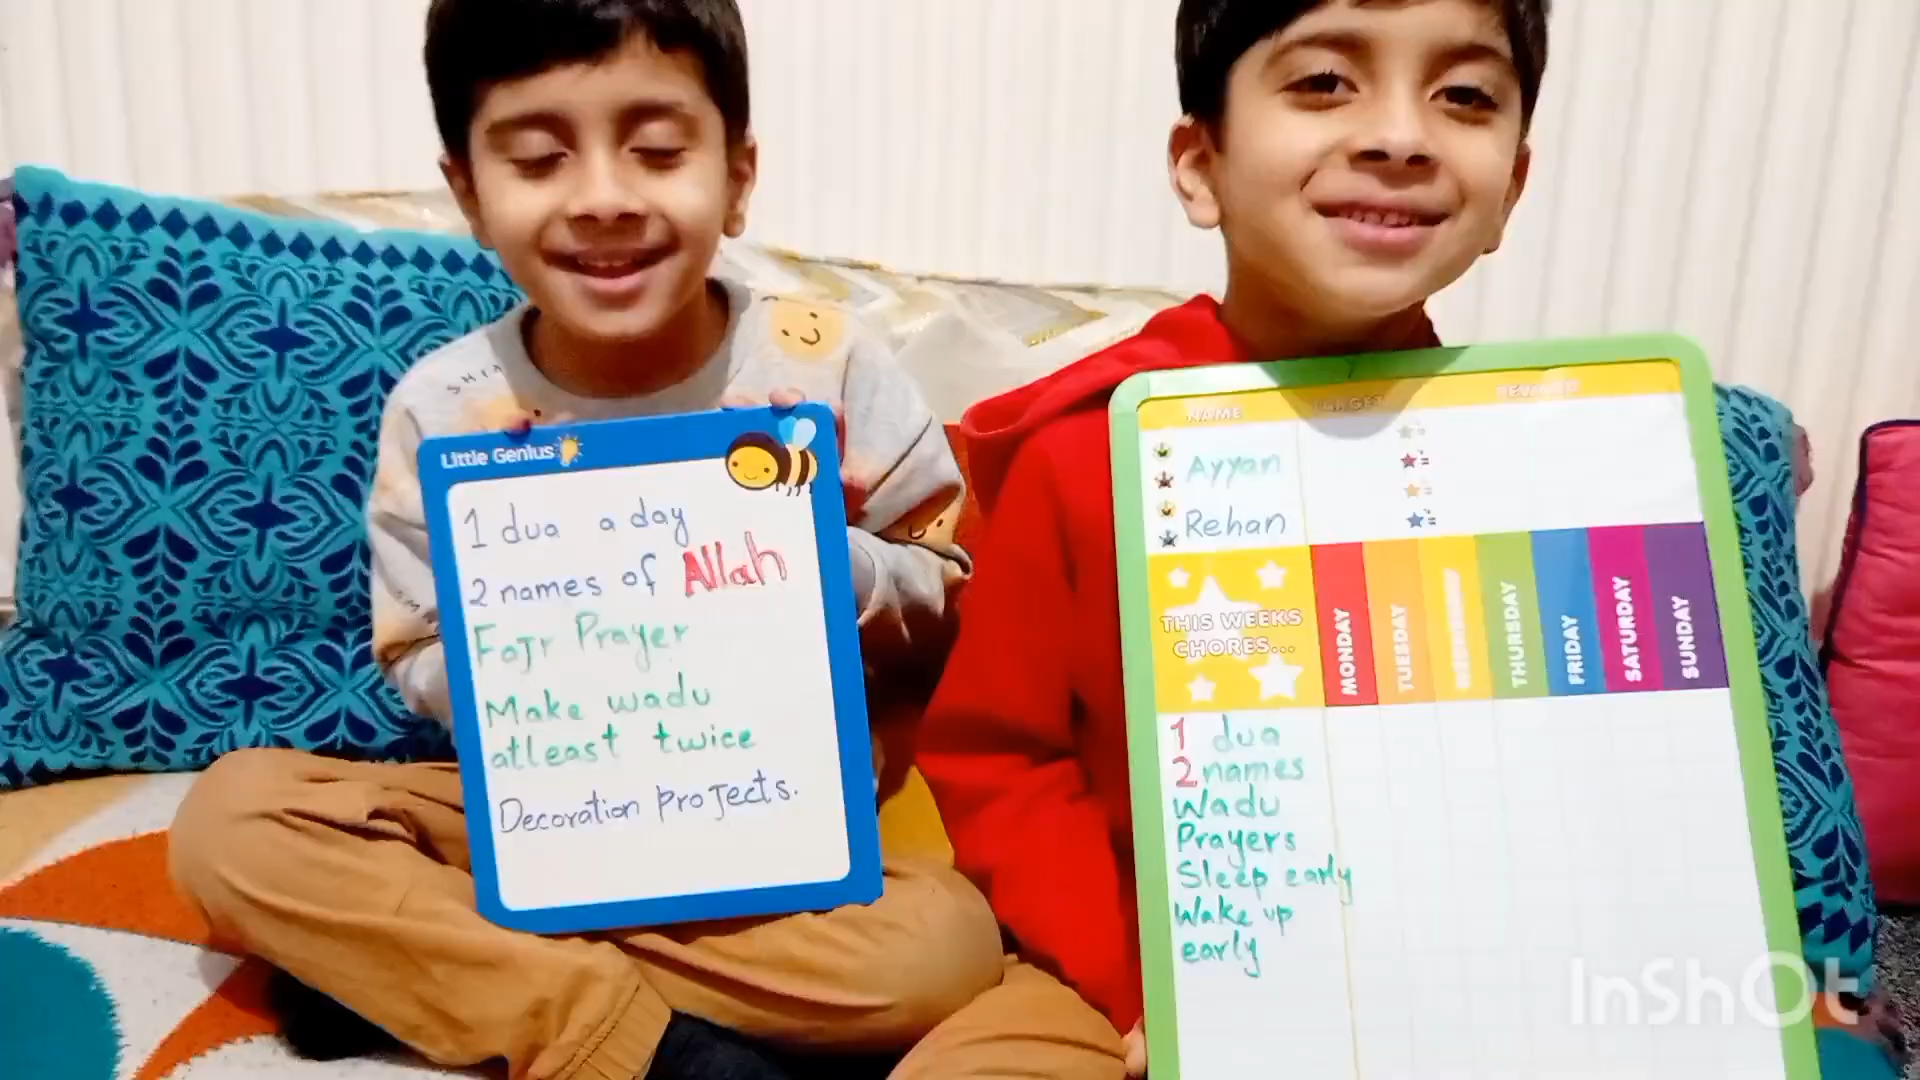 Little Genius
1 dua a day
2 names of Allah
Fajr Prayer
Make wadu
atleast twice
Decoration projects.
NAME TARGET REWARD
Ayyan
Rehan
THIS WEEKS
CHORES...
MONDAY
TUESDAY
WEDNESDAY
THURSDAY
FRIDAY
SATURDAY
SUNDAY
1 dua
2 names
Wadu
Prayers
Sleep early
Wake up
early
InShOt